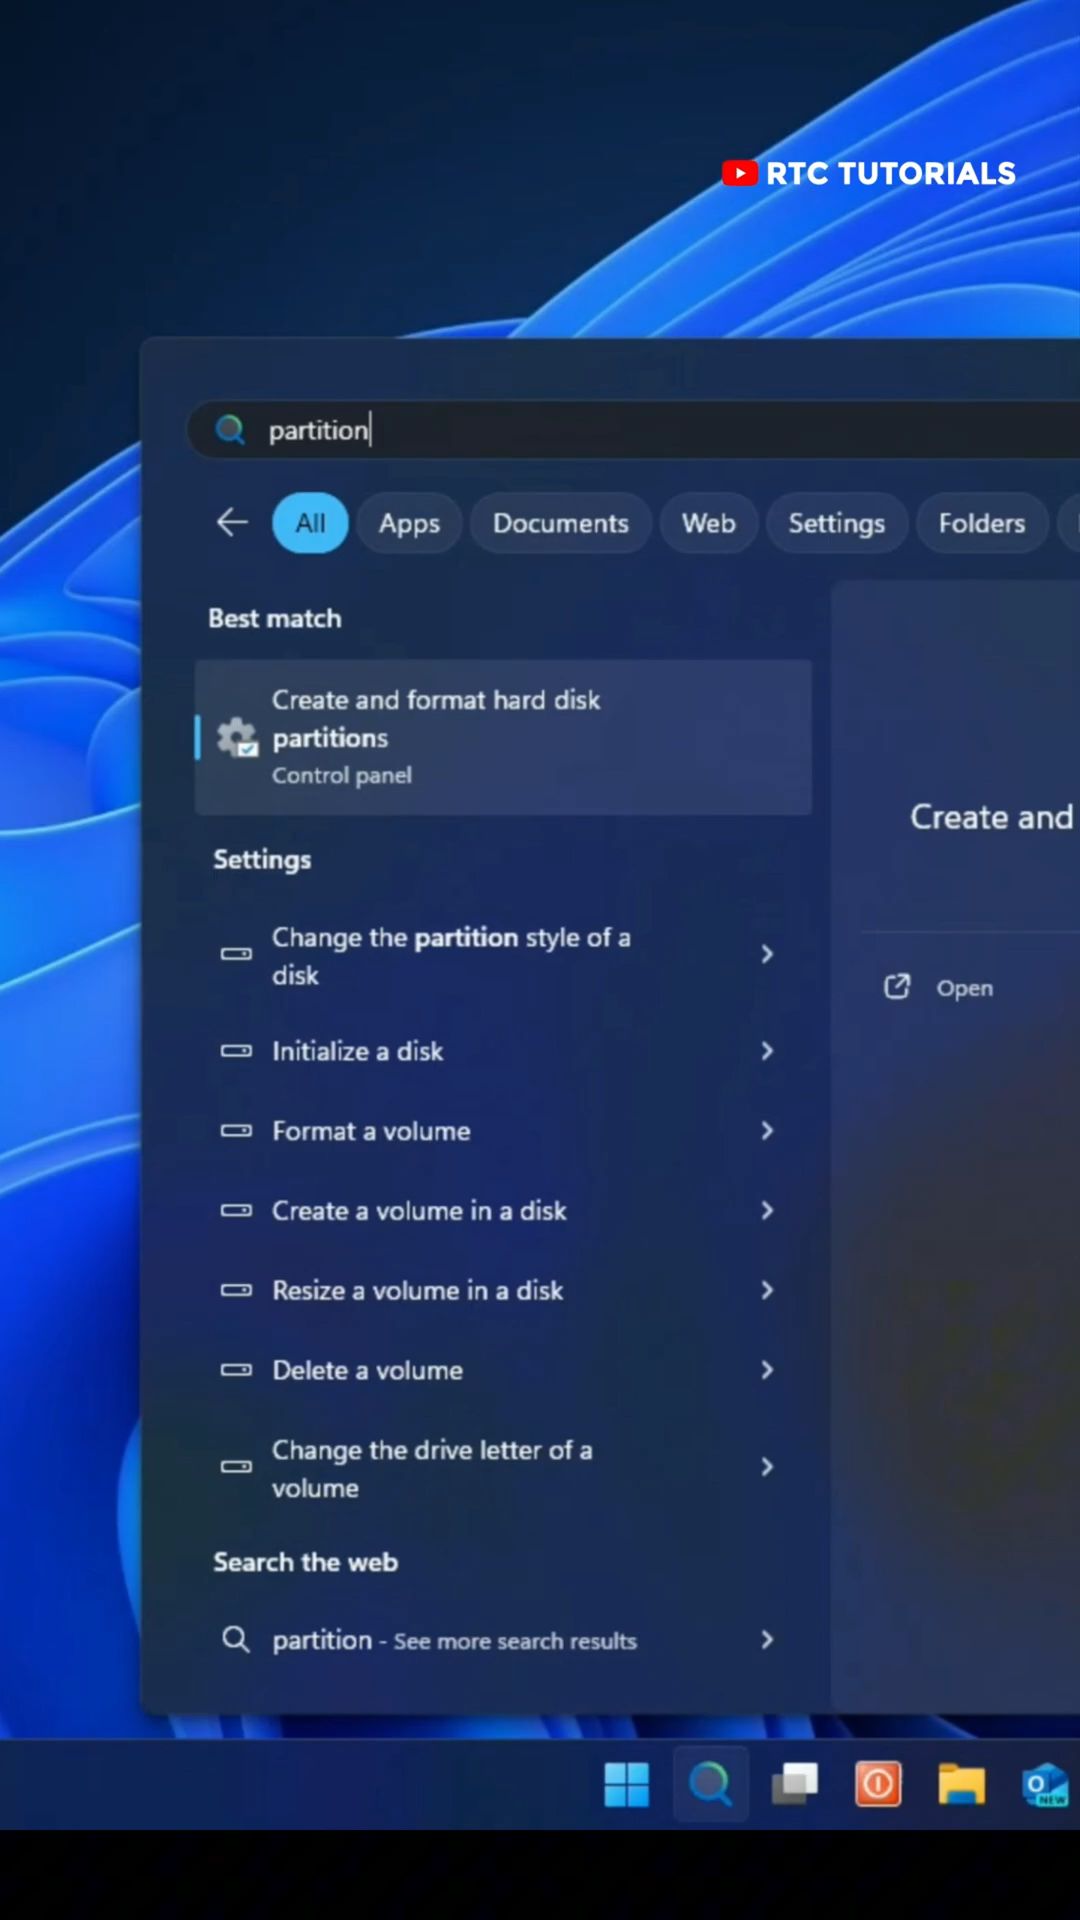 RTC TUTORIALS
partition
All
Apps
Documents
Web
Settings
Folders
Best match
Create and format hard disk
partitions
Control panel
Create and
Settings
Change the partition style of a
disk
Open
Initialize a disk
Format a volume
Create a volume in a disk
Resize a volume in a disk
Delete a volume
Change the drive letter of a
volume
Search the web
partition - See more search results
NEW